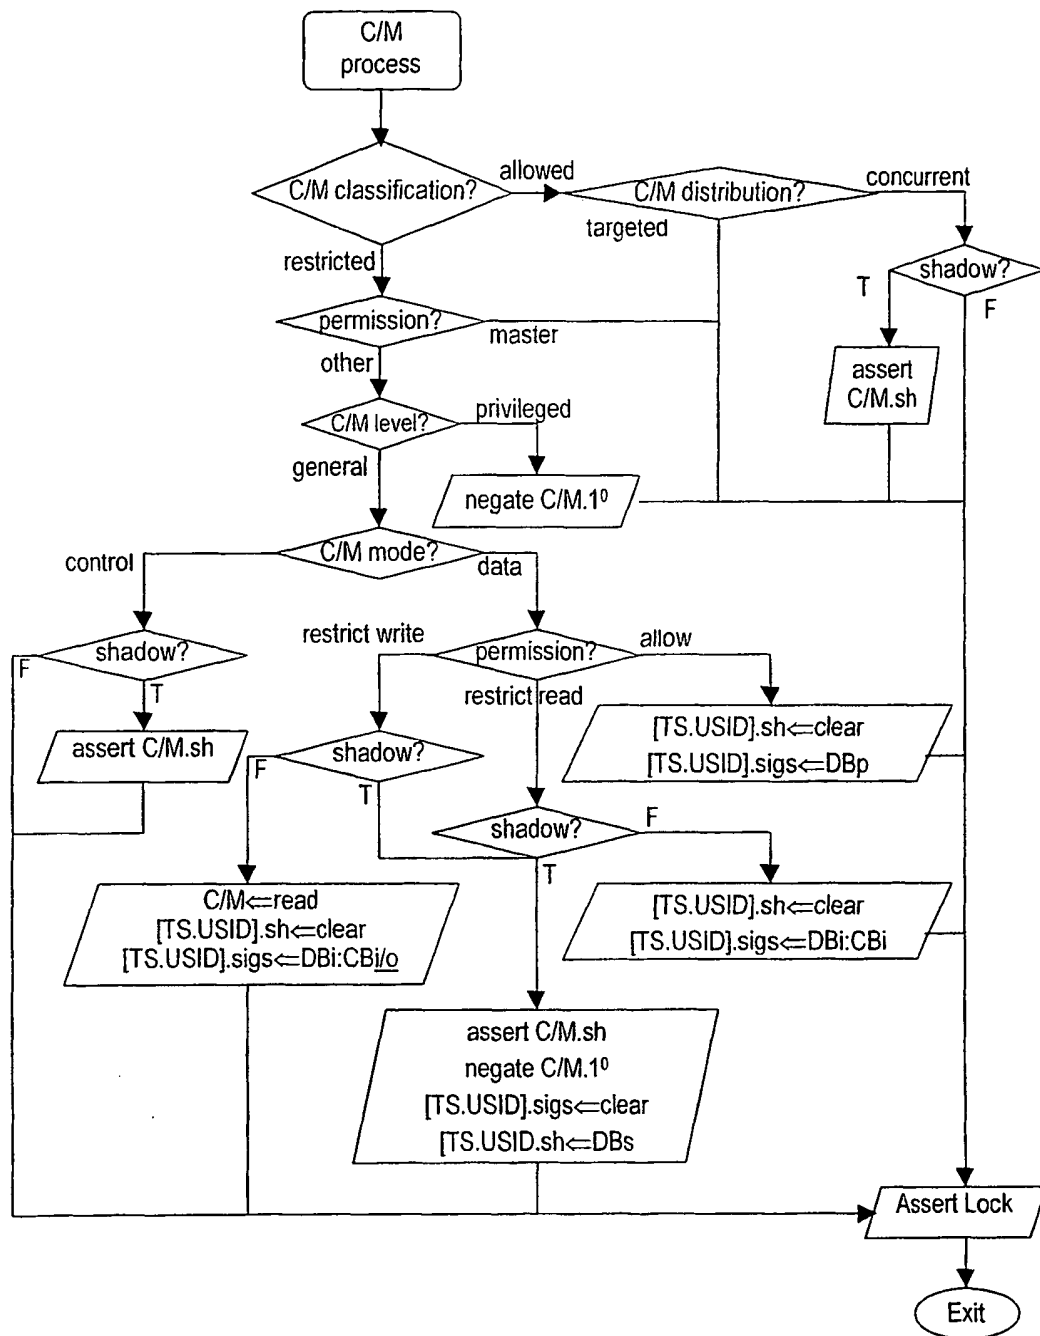 C/M
process
allowed
concurrent
C/M classification?
C/M distribution?
targeted
restricted
shadow?
T
F
permission?
master
other
assert
C/M.sh
privileged
C/M level?
general
negate C/M.1⁰
C/M mode?
control
data
restrict write
allow
shadow?
permission?
F
restrict read
T
[TS.USID].sh⇐clear
[TS.USID].sigs⇐DBp
assert C/M.sh
shadow?
F
T
shadow?
F
T
C/M⇐read
[TS.USID].sh⇐clear
[TS.USID].sigs⇐DBi:CBi/o
[TS.USID].sh⇐clear
[TS.USID].sigs⇐DBi:CBi
assert C/M.sh
negate C/M.1⁰
[TS.USID].sigs⇐clear
[TS.USID.sh⇐DBs
Assert Lock
Exit